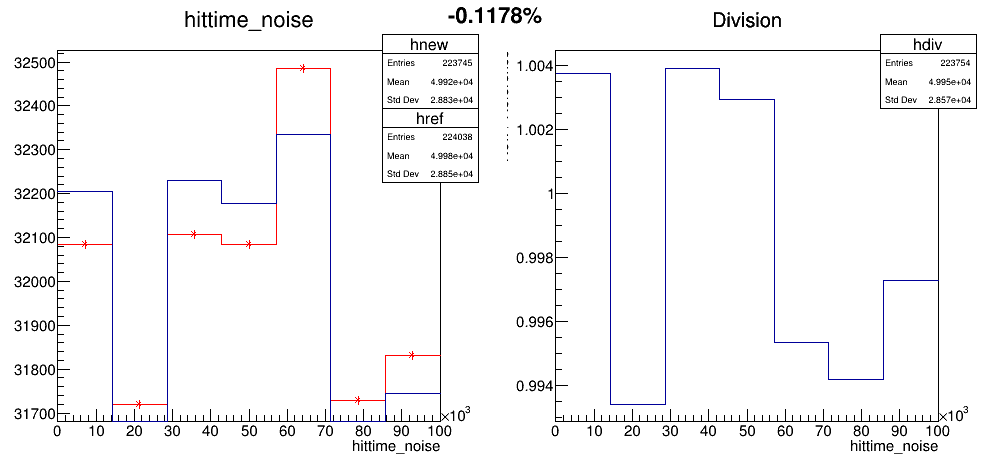 hittime_noise
-0.1178%
Division
hnew
Entries 223745
Mean 4.992e+04
Std Dev 2.883e+04
href
Entries 224038
Mean 4.998e+04
Std Dev 2.885e+04
32500
32400
32300
32200
32100
32000
31900
31800
31700
0 10 20 30 40 50 60 70 80 90 100
×10³
hittime_noise
hdiv
Entries 223754
Mean 4.995e+04
Std Dev 2.857e+04
1.004
1.002
1
0.998
0.996
0.994
0 10 20 30 40 50 60 70 80 90 100
×10³
hittime_noise